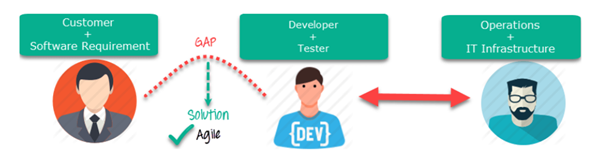 Customer
+
Software Requirement
GAP
Solution
Agile
Developer
+
Tester
{DEV}
Operations
+
IT Infrastructure